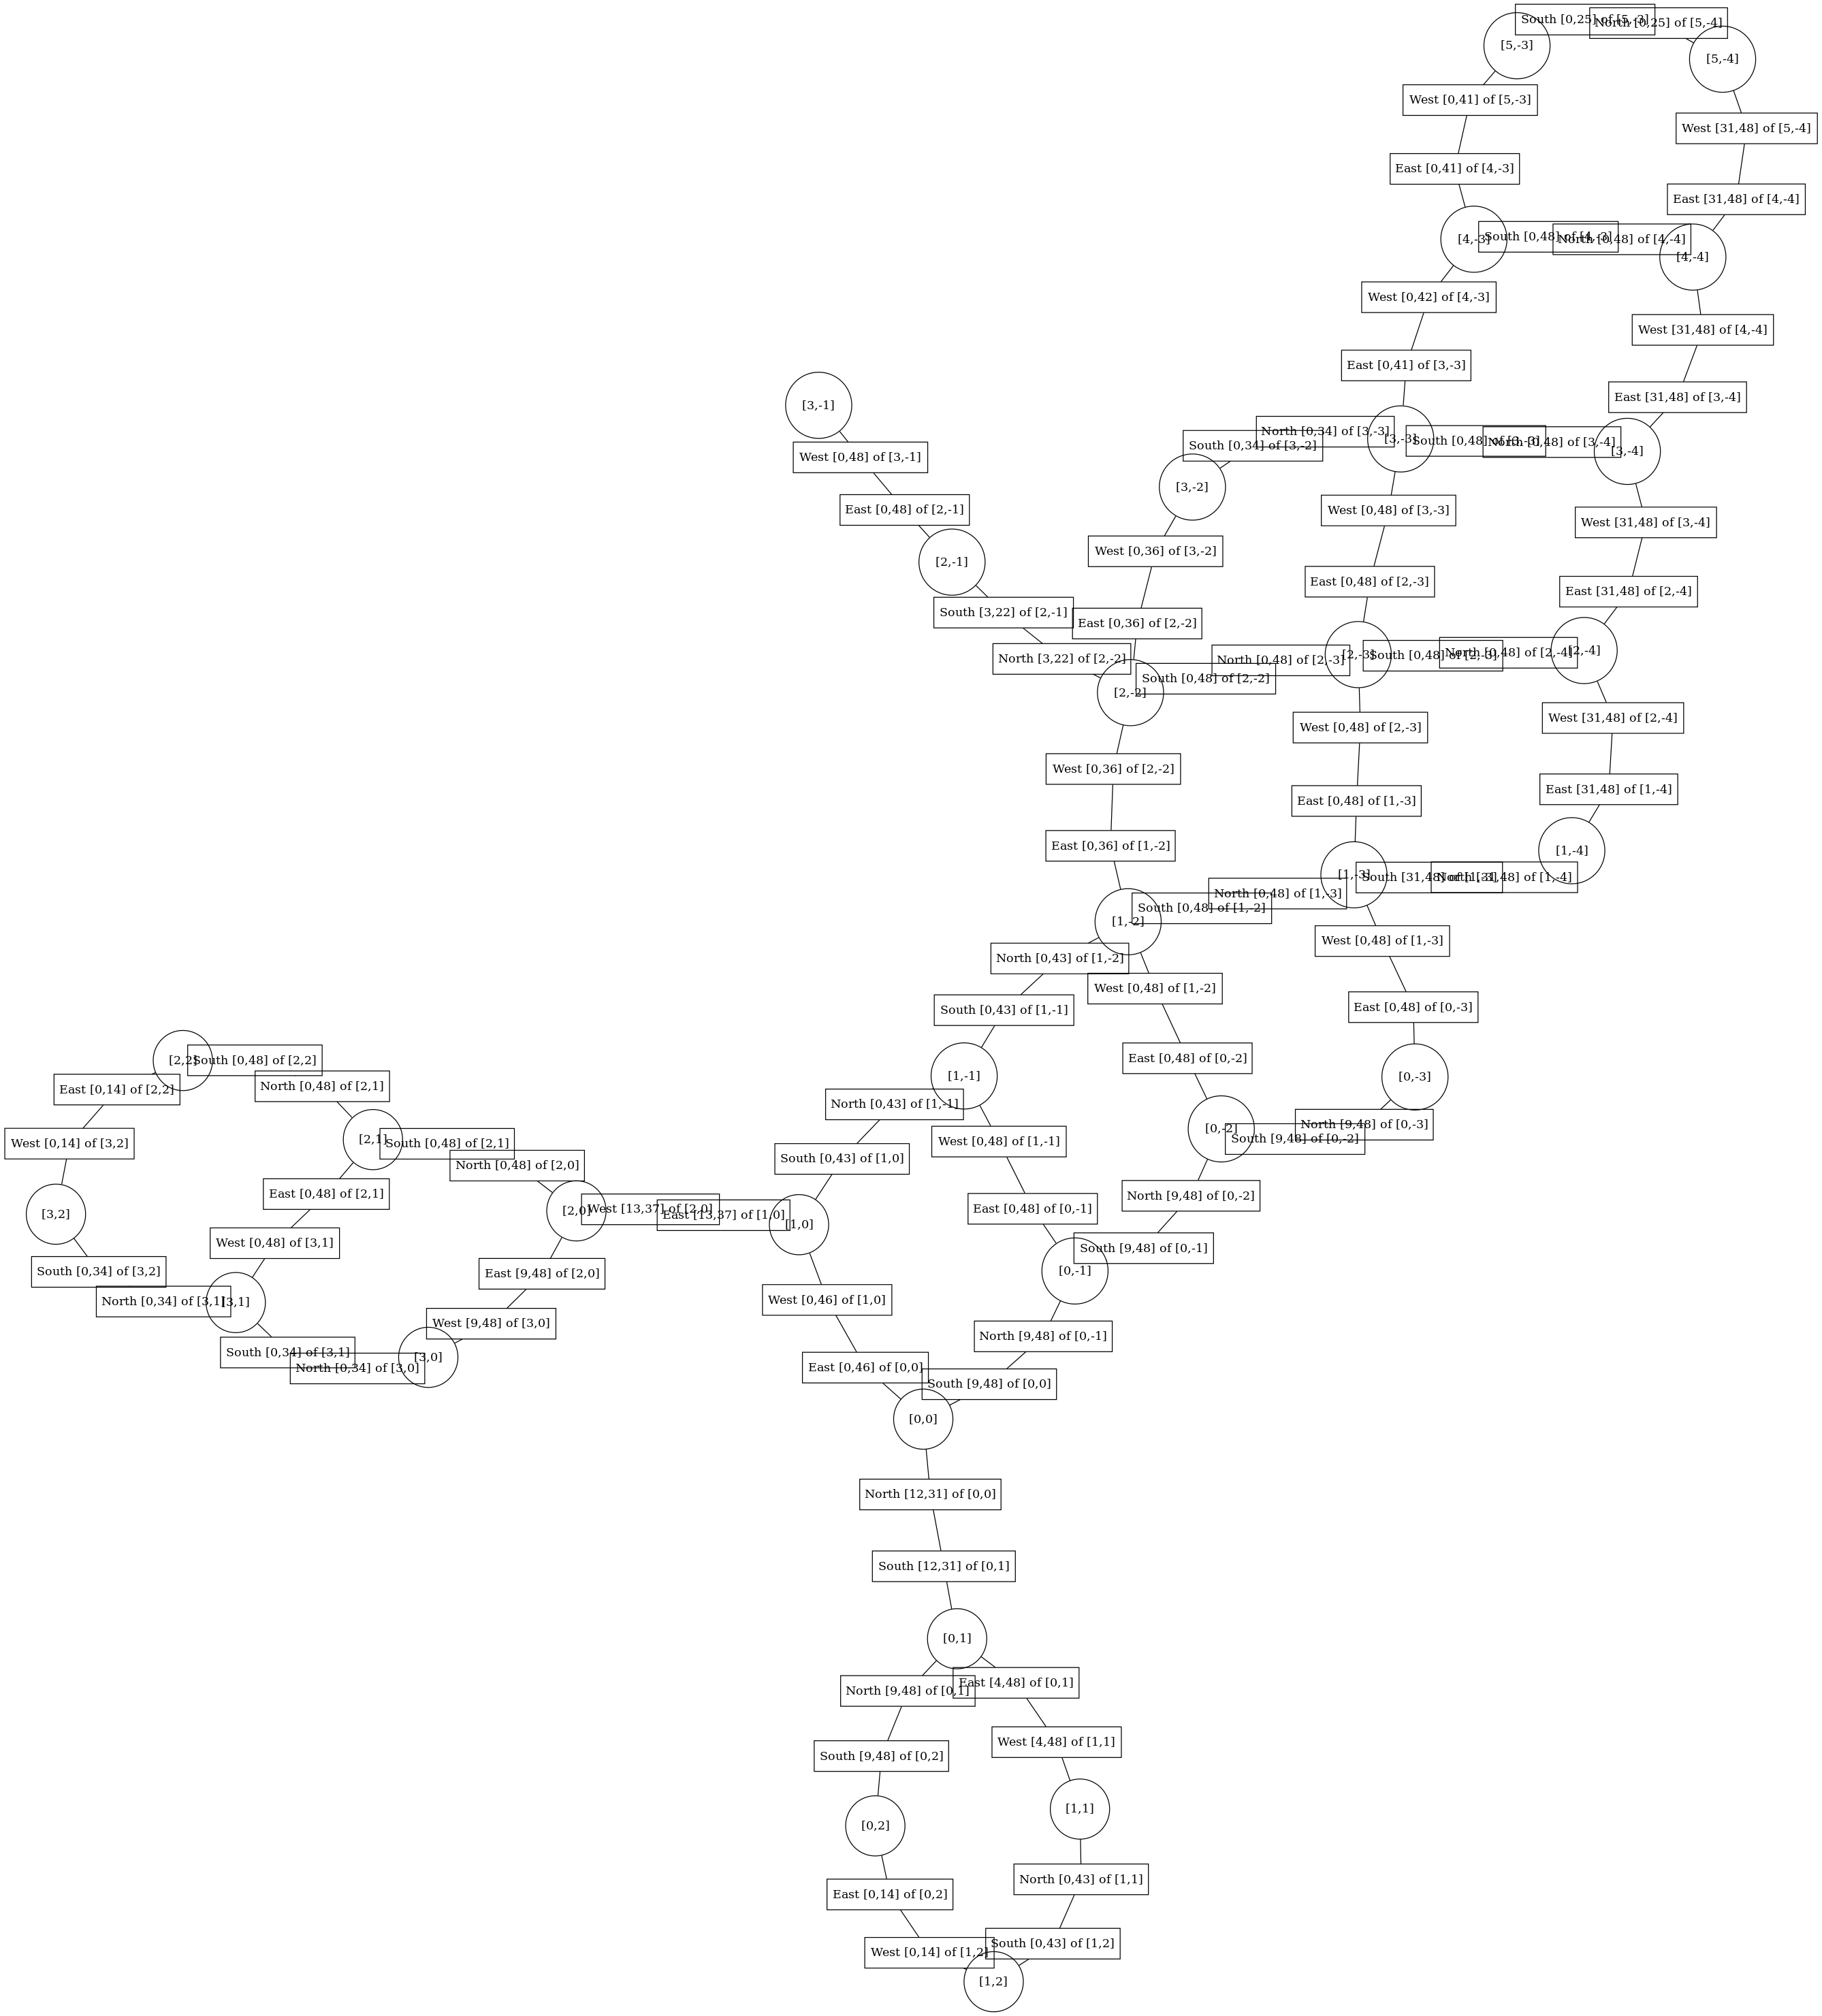 South [0,25] of [5,-3]
North [0,25] of [5,-4]
[5,-3]
[5,-4]
West [0,41] of [5,-3]
West [31,48] of [5,-4]
East [0,41] of [4,-3]
East [31,48] of [4,-4]
[4,-3]
South [0,48] of [4,-3]
North [0,48] of [4,-4]
[4,-4]
West [0,42] of [4,-3]
West [31,48] of [4,-4]
East [0,41] of [3,-3]
East [31,48] of [3,-4]
[3,-1]
North [0,34] of [3,-3]
[3,-3]
South [0,48] of [3,-3]
North [0,48] of [3,-4]
South [0,34] of [3,-2]
[3,-4]
West [0,48] of [3,-1]
[3,-2]
East [0,48] of [2,-1]
West [0,48] of [3,-3]
West [31,48] of [3,-4]
West [0,36] of [3,-2]
[2,-1]
East [0,48] of [2,-3]
East [31,48] of [2,-4]
South [3,22] of [2,-1]
East [0,36] of [2,-2]
North [3,22] of [2,-2]
North [0,48] of [2,-3]
[2,-3]
South [0,48] of [2,-3]
North [0,48] of [2,-4]
[2,-4]
South [0,48] of [2,-2]
[2,-2]
West [31,48] of [2,-4]
West [0,48] of [2,-3]
West [0,36] of [2,-2]
East [31,48] of [1,-4]
East [0,48] of [1,-3]
East [0,36] of [1,-2]
[1,-4]
[1,-3]
South [31,48] of [1,-3]
North [31,48] of [1,-4]
North [0,48] of [1,-3]
South [0,48] of [1,-2]
[1,-2]
West [0,48] of [1,-3]
North [0,43] of [1,-2]
West [0,48] of [1,-2]
South [0,43] of [1,-1]
East [0,48] of [0,-3]
[2,2]
South [0,48] of [2,2]
East [0,48] of [0,-2]
[1,-1]
[0,-3]
East [0,14] of [2,2]
North [0,48] of [2,1]
North [0,43] of [1,-1]
North [9,48] of [0,-3]
[0,-2]
South [9,48] of [0,-2]
West [0,14] of [3,2]
[2,1]
South [0,48] of [2,1]
West [0,48] of [1,-1]
South [0,43] of [1,0]
North [0,48] of [2,0]
East [0,48] of [2,1]
North [9,48] of [0,-2]
[3,2]
[2,0]
West [13,37] of [2,0]
East [13,37] of [1,0]
[1,0]
East [0,48] of [0,-1]
West [0,48] of [3,1]
South [9,48] of [0,-1]
South [0,34] of [3,2]
East [9,48] of [2,0]
[0,-1]
North [0,34] of [3,1]
[3,1]
West [0,46] of [1,0]
West [9,48] of [3,0]
North [9,48] of [0,-1]
South [0,34] of [3,1]
[3,0]
North [0,34] of [3,0]
East [0,46] of [0,0]
South [9,48] of [0,0]
[0,0]
North [12,31] of [0,0]
South [12,31] of [0,1]
[0,1]
North [9,48] of [0,1]
East [4,48] of [0,1]
West [4,48] of [1,1]
South [9,48] of [0,2]
[1,1]
[0,2]
North [0,43] of [1,1]
East [0,14] of [0,2]
South [0,43] of [1,2]
West [0,14] of [1,2]
[1,2]